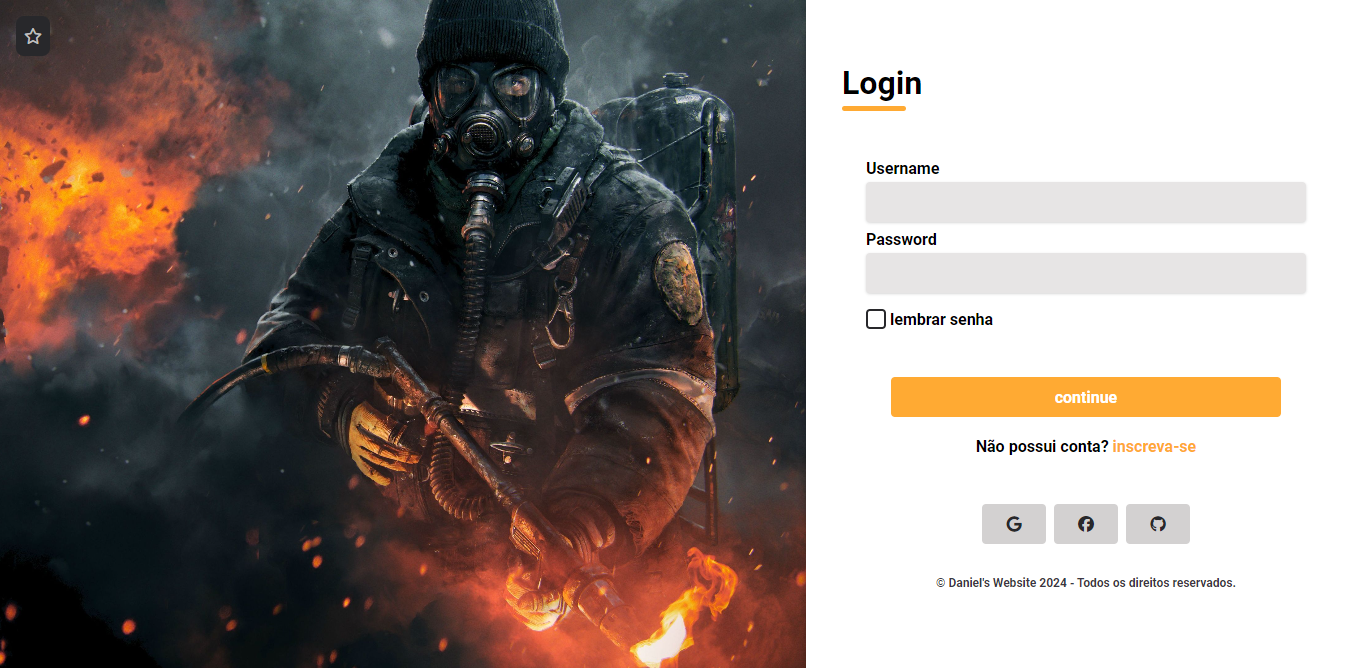 Login
Username
Password
lembrar senha
continue
Não possui conta? inscreva-se
© Daniel's Website 2024 - Todos os direitos reservados.